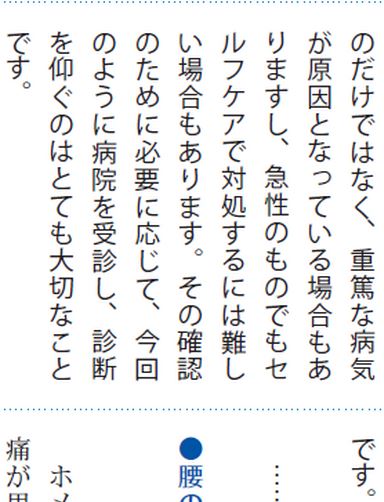 のだけではなく、重篤な病気
が原因となっている場合もあ
りますし、急性のものでもセ
ルフケアで対処するには難し
い場合もあります。その確認
のために必要に応じて、今回
のように病院を受診し、診断
を仰ぐのはとても大切なこと
です。
です。
……
●腰の
ホメ
痛が